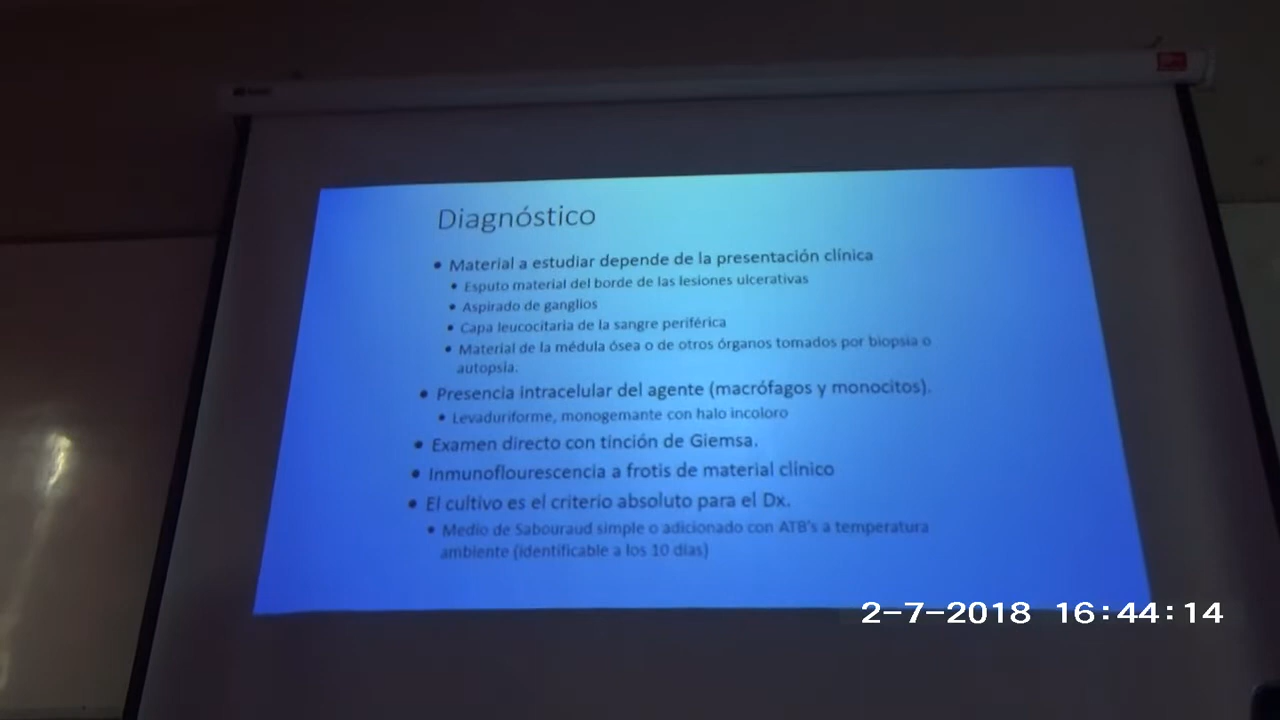 Diagnóstico
• Material a estudiar depende de la presentación clínica
• Esputo material del borde de las lesiones ulcerativas
• Aspirado de ganglios
• Capa leucocitaria de la sangre periférica
• Material de la médula ósea o de otros órganos tomados por biopsia o
autopsia.
• Presencia intracelular del agente (macrófagos y monocitos).
• Levaduriforme, monogemante con halo incoloro
• Examen directo con tinción de Giemsa.
• Inmunoflourescencia a frotis de material clínico
• El cultivo es el criterio absoluto para el Dx.
• Medio de Sabouraud simple o adicionado con ATB's a temperatura
ambiente (identificable a los 10 días)
2-7-2018 16:44:14